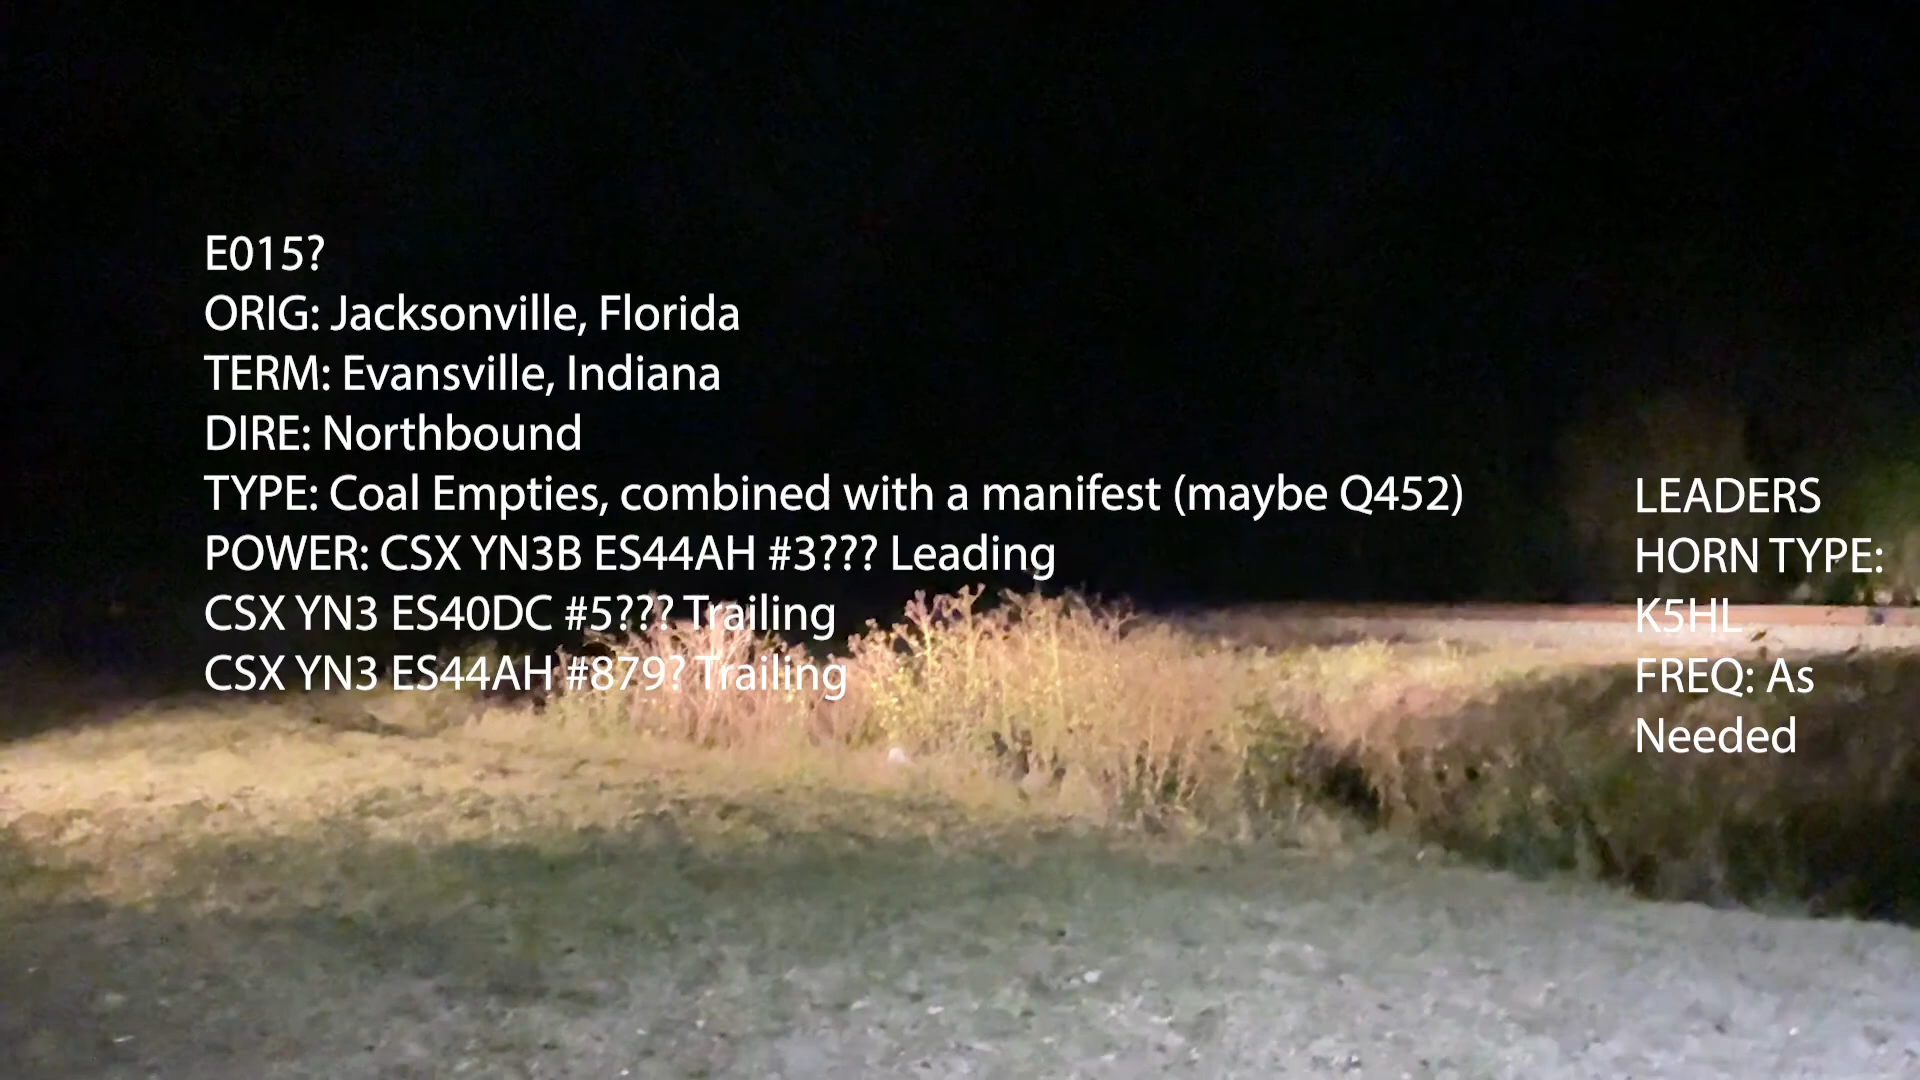 E015?
ORIG: Jacksonville, Florida
TERM: Evansville, Indiana
DIRE: Northbound
TYPE: Coal Empties, combined with a manifest (maybe Q452)
POWER: CSX YN3B ES44AH #3??? Leading
CSX YN3 ES40DC #5??? Trailing
CSX YN3 ES44AH #879? Trailing
LEADERS
HORN TYPE:
K5HL
FREQ: As
Needed